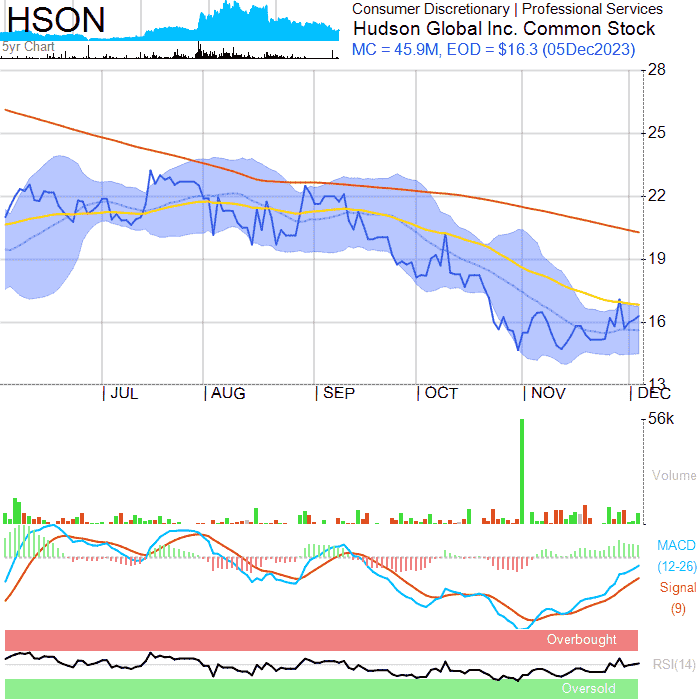 HSON
5yr Chart
Consumer Discretionary | Professional Services
Hudson Global Inc. Common Stock
MC = 45.9M, EOD = $16.3 (05Dec2023)
28
25
22
19
16
13
JUL AUG SEP OCT NOV DEC
56k
Volume
MACD
(12-26)
Signal
(9)
Overbought
RSI(14)
Oversold